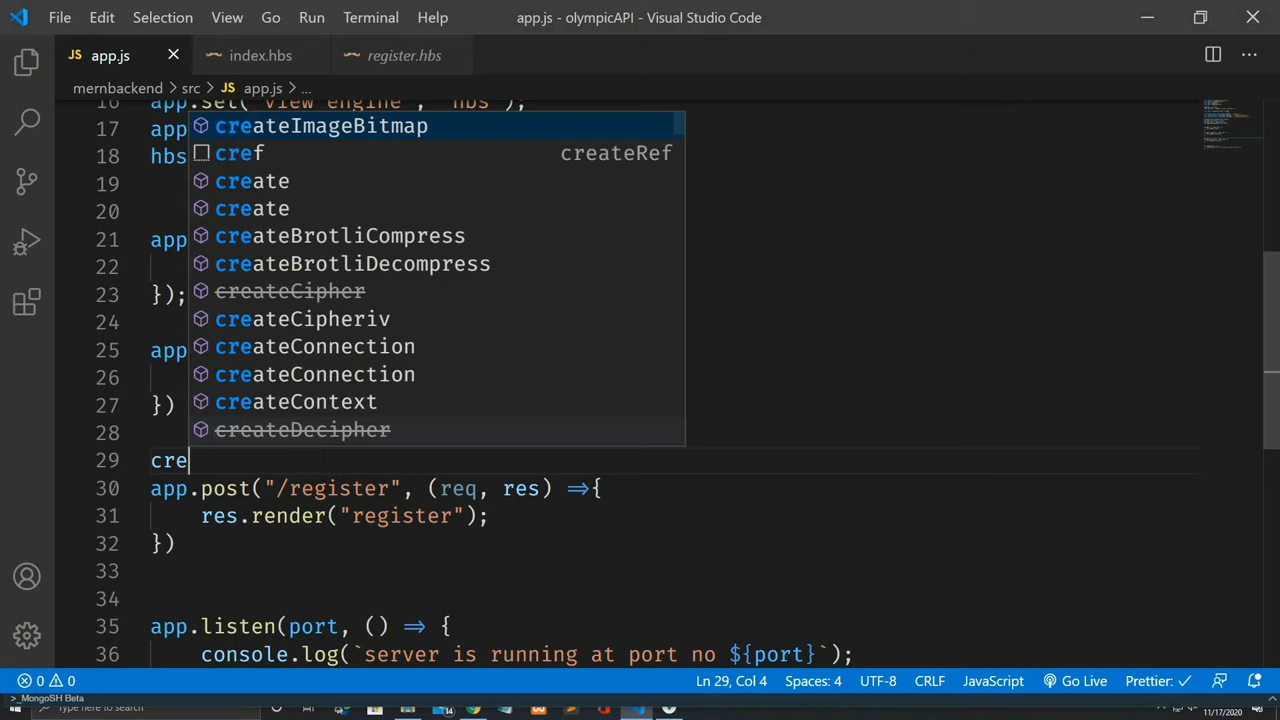 File Edit Selection View Go Run Terminal Help app.js - olympicAPI - Visual Studio Code
JS app.js index.hbs register.hbs
mernbackend > src > JS app.js > ...
16 app.set("view engine", "hbs");
17 app
createImageBitmap
18 hbs
cref createRef
19
create
20
create
21 app
createBrotliCompress
22
createBrotliDecompress
23 });
createCipher
24
createCipheriv
25 app
createConnection
26
createConnection
27 })
createContext
28
createDecipher
29 cre
30 app.post("/register", (req, res) =>{
31 res.render("register");
32 })
33
34
35 app.listen(port, () => {
36 console.log(`server is running at port no ${port}`);
0 0 Ln 29, Col 4 Spaces: 4 UTF-8 CRLF JavaScript Go Live Prettier: ✓
>_MongoSH Beta
Type here to search
11/17/2020